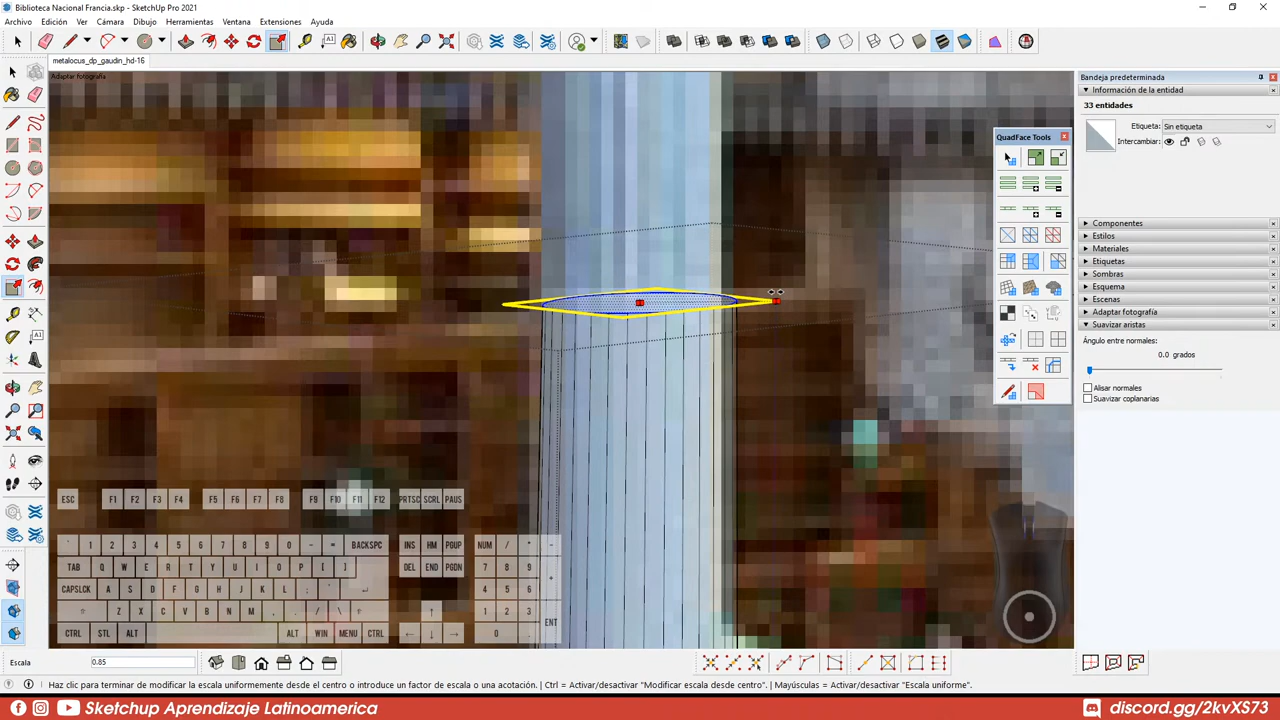 Biblioteca Nacional Francia.skp - SketchUp Pro 2021
Archivo Edición Ver Cámara Dibujo Herramientas Ventana Extensiones Ayuda
metalocus_dp_gaudin_hd-16
Adaptar fotografía
Bandeja predeterminada
Información de la entidad
33 entidades
Etiqueta: Sin etiqueta
Intercambiar:
QuadFace Tools
Componentes
Estilos
Materiales
Etiquetas
Sombras
Esquema
Escenas
Adaptar fotografía
Suavizar aristas
Ángulo entre normales:
0.0 grados
Alisar normales
Suavizar coplanarias
ESC F1 F2 F3 F4 F5 F6 F7 F8 F9 F10 F11 F12 PRTSC SCRL PAUS
` 1 2 3 4 5 6 7 8 9 0 - = BACKSPC INS HM PGUP NUM / * -
TAB Q W E R T Y U I O P [ ] DEL END PGDN 7 8 9 +
CAPSLCK A S D F G H J K L ; ' 4 5 6
Z X C V B N M , . / \ 1 2 3 ENT
CTRL STL ALT ALT WIN MENU CTRL 0 .
Escala 0.85
Haz clic para terminar de modificar la escala uniformemente desde el centro o introduce un factor de escala o una acotación. | Ctrl = Activar/desactivar "Modificar escala desde centro". | Mayúsculas = Activar/desactivar "Escala uniforme".
Sketchup Aprendizaje Latinoamerica
discord.gg/2kvXS73